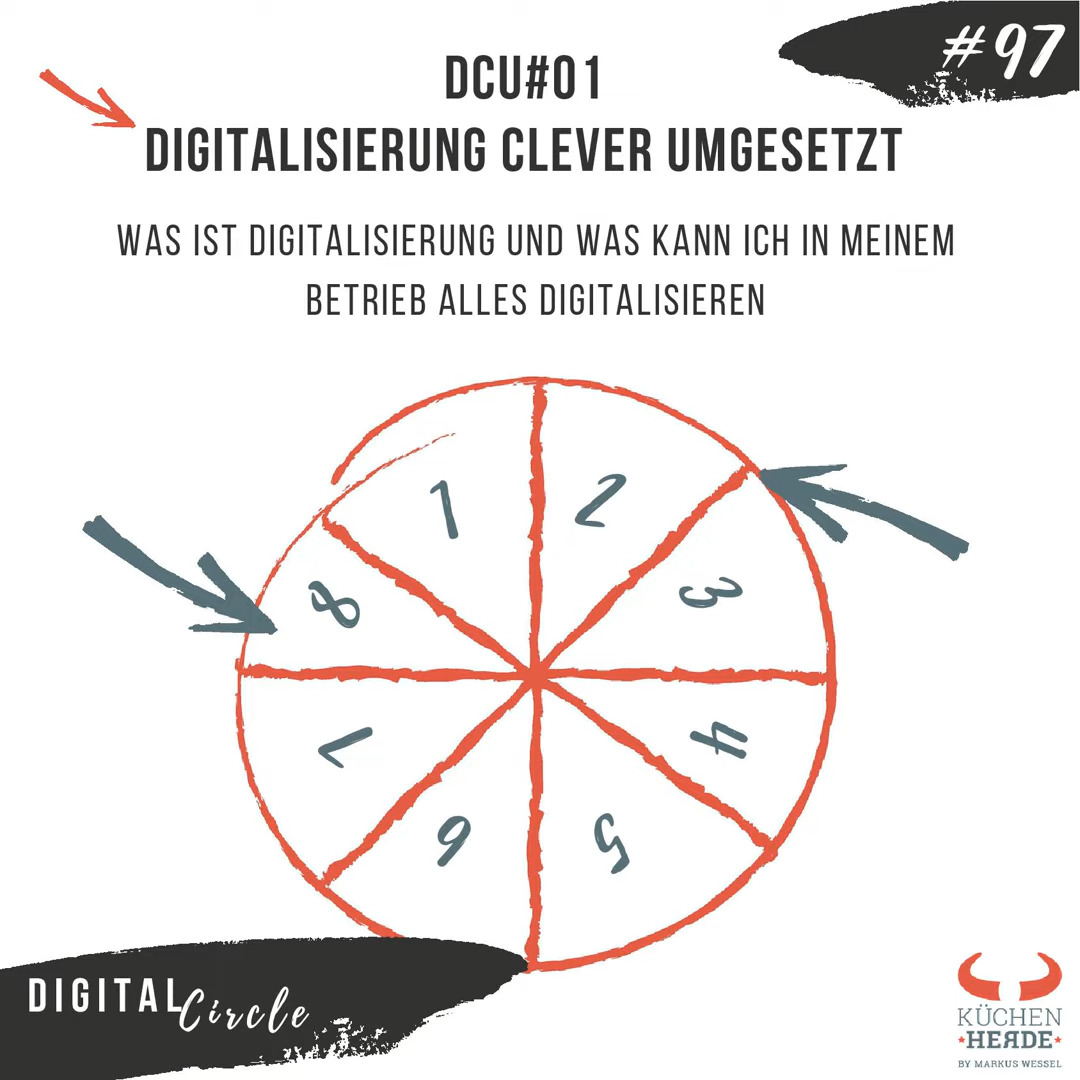 #97
DCU#01
DIGITALISIERUNG CLEVER UMGESETZT
WAS IST DIGITALISIERUNG UND WAS KANN ICH IN MEINEM
BETRIEB ALLES DIGITALISIEREN
1
2
3
4
5
6
7
8
DIGITAL Circle
KÜCHEN
*HEЯDE*
BY MARKUS WESSEL